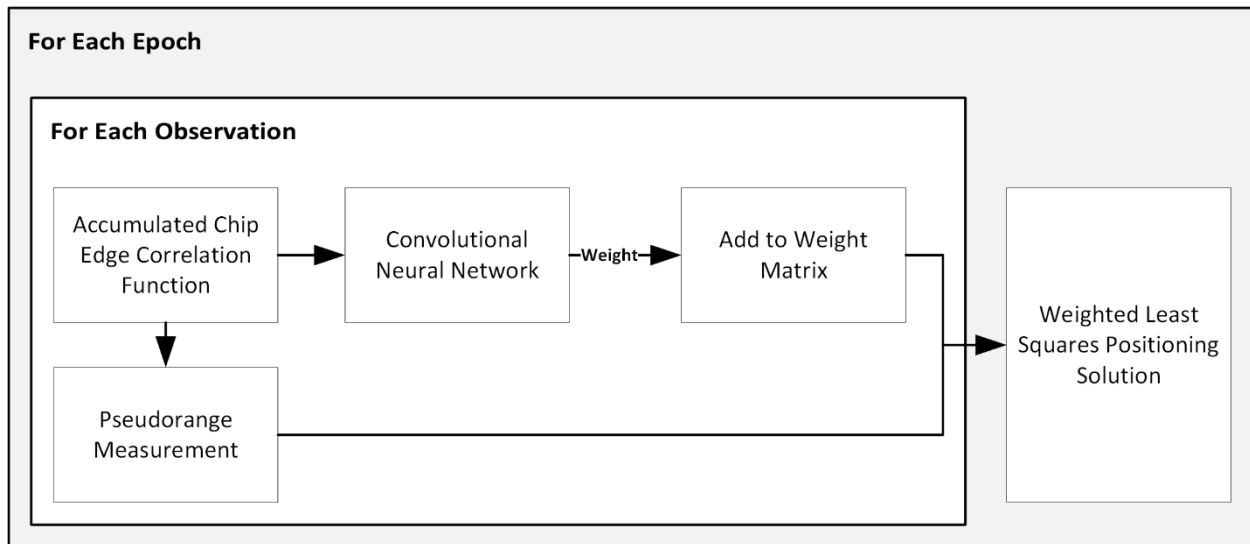 For Each Epoch
For Each Observation
Accumulated Chip
Edge Correlation
Function
Convolutional
Neural Network
Weight
Add to Weight
Matrix
Weighted Least
Squares Positioning
Solution
Pseudorange
Measurement